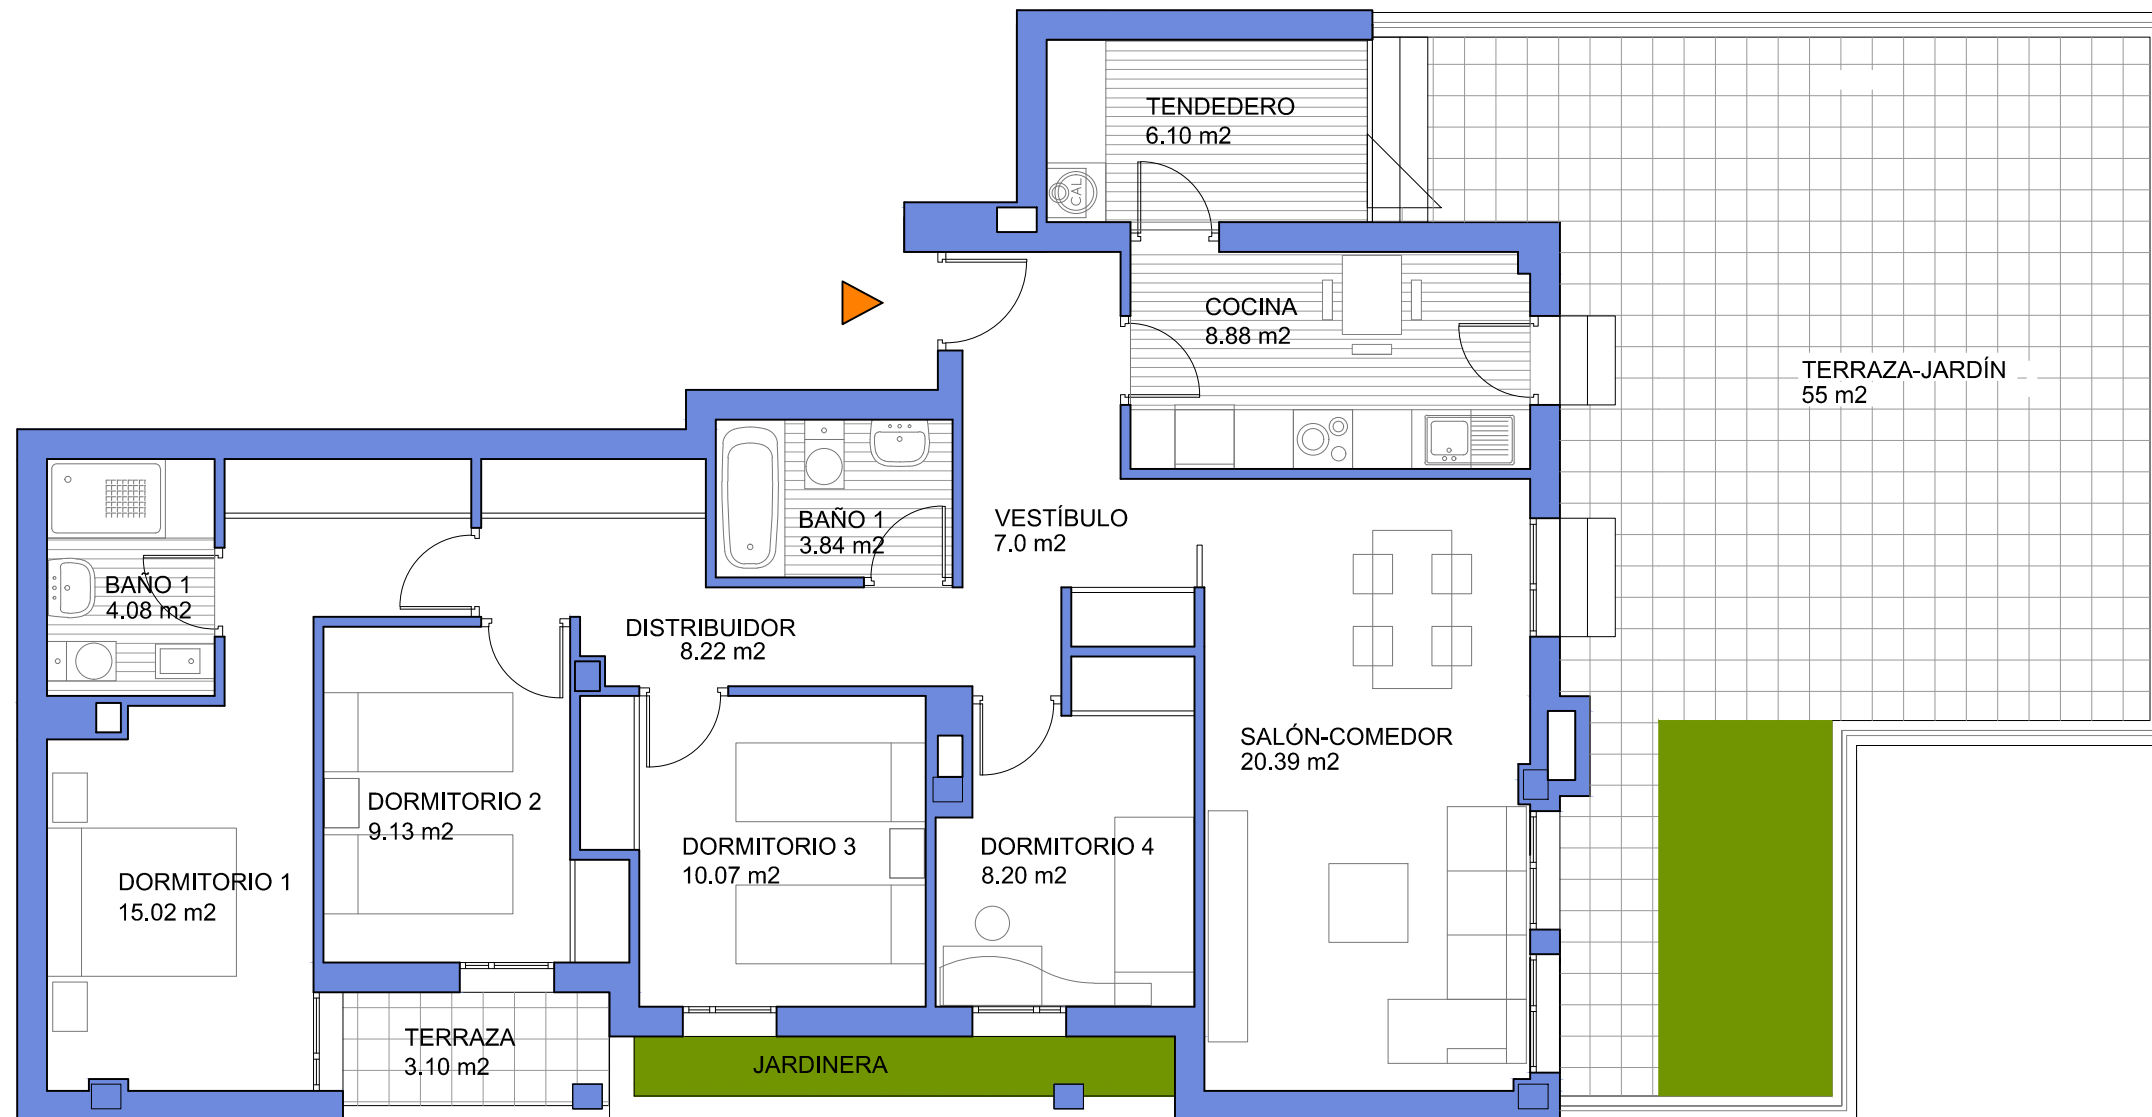 TENDEDERO
6.10 m2
CAL
COCINA
8.88 m2
TERRAZA-JARDÍN
55 m2
BAÑO 1
3.84 m2
VESTÍBULO
7.0 m2
BAÑO 1
4.08 m2
DISTRIBUIDOR
8.22 m2
SALÓN-COMEDOR
20.39 m2
DORMITORIO 2
9.13 m2
DORMITORIO 3
10.07 m2
DORMITORIO 4
8.20 m2
DORMITORIO 1
15.02 m2
TERRAZA
3.10 m2
JARDINERA